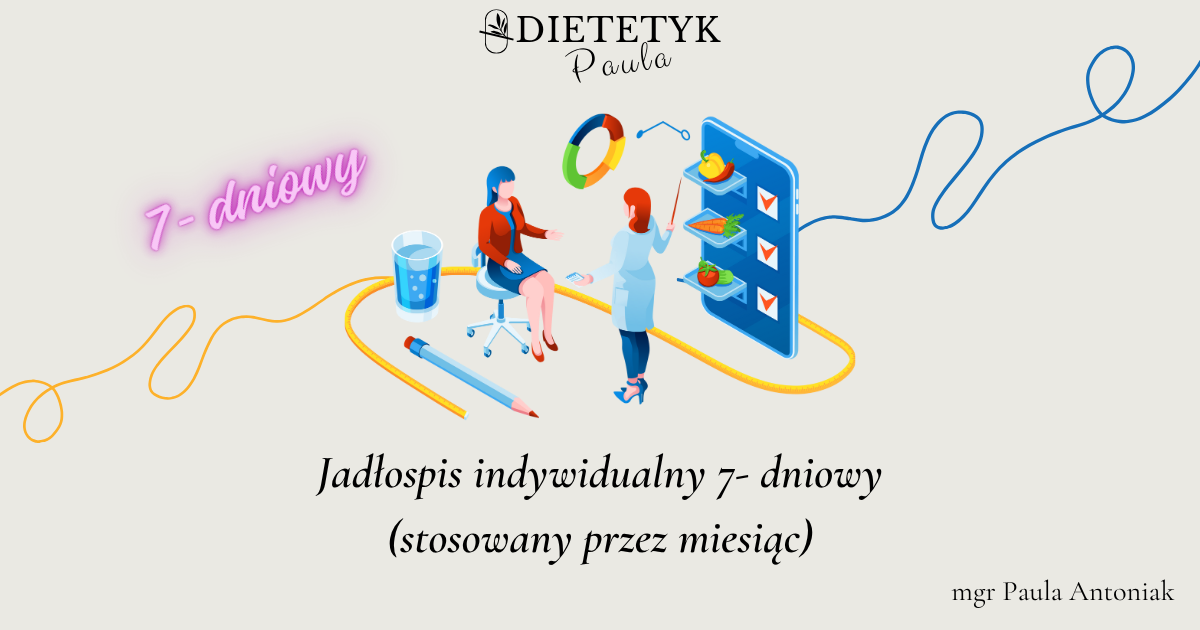 DIETETYK
Paula
7- dniowy
Jadłospis indywidualny 7- dniowy
(stosowany przez miesiąc)
mgr Paula Antoniak